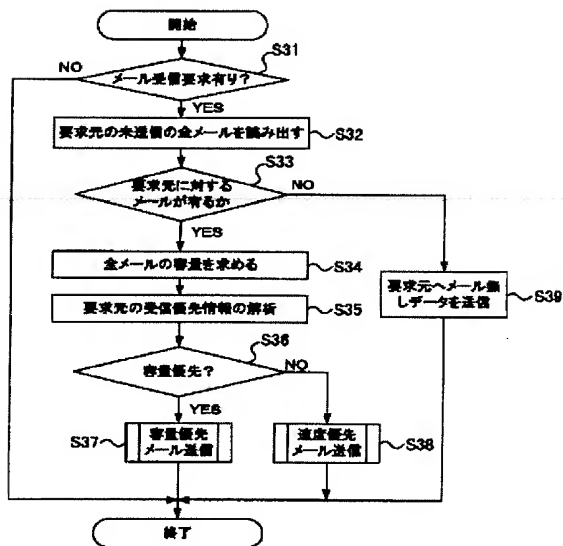 開始
S31
NO
メール受信要求有り?
YES
要求元の未送信の全メールを読み出す
S32
S33
要求元に対する
メールが有るか
NO
YES
全メールの容量を求める
S34
要求元へメール無
しデータを送信
S39
要求元の受信優先情報の解析
S35
S36
容量優先?
NO
YES
S37
容量優先
メール送信
速度優先
メール送信
S38
終了